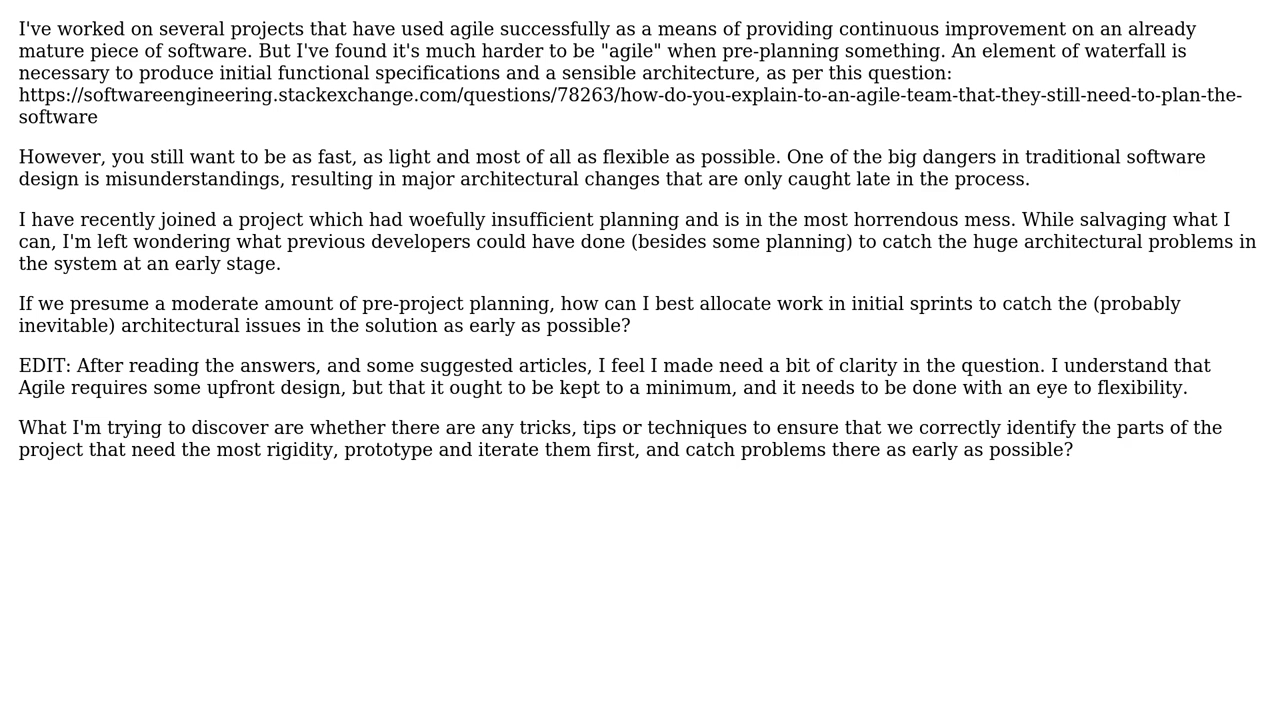 I've worked on several projects that have used agile successfully as a means of providing continuous improvement on an already
mature piece of software. But I've found it's much harder to be "agile" when pre-planning something. An element of waterfall is
necessary to produce initial functional specifications and a sensible architecture, as per this question:
https://softwareengineering.stackexchange.com/questions/78263/how-do-you-explain-to-an-agile-team-that-they-still-need-to-plan-the-
software
However, you still want to be as fast, as light and most of all as flexible as possible. One of the big dangers in traditional software
design is misunderstandings, resulting in major architectural changes that are only caught late in the process.
I have recently joined a project which had woefully insufficient planning and is in the most horrendous mess. While salvaging what I
can, I'm left wondering what previous developers could have done (besides some planning) to catch the huge architectural problems in
the system at an early stage.
If we presume a moderate amount of pre-project planning, how can I best allocate work in initial sprints to catch the (probably
inevitable) architectural issues in the solution as early as possible?
EDIT: After reading the answers, and some suggested articles, I feel I made need a bit of clarity in the question. I understand that
Agile requires some upfront design, but that it ought to be kept to a minimum, and it needs to be done with an eye to flexibility.
What I'm trying to discover are whether there are any tricks, tips or techniques to ensure that we correctly identify the parts of the
project that need the most rigidity, prototype and iterate them first, and catch problems there as early as possible?